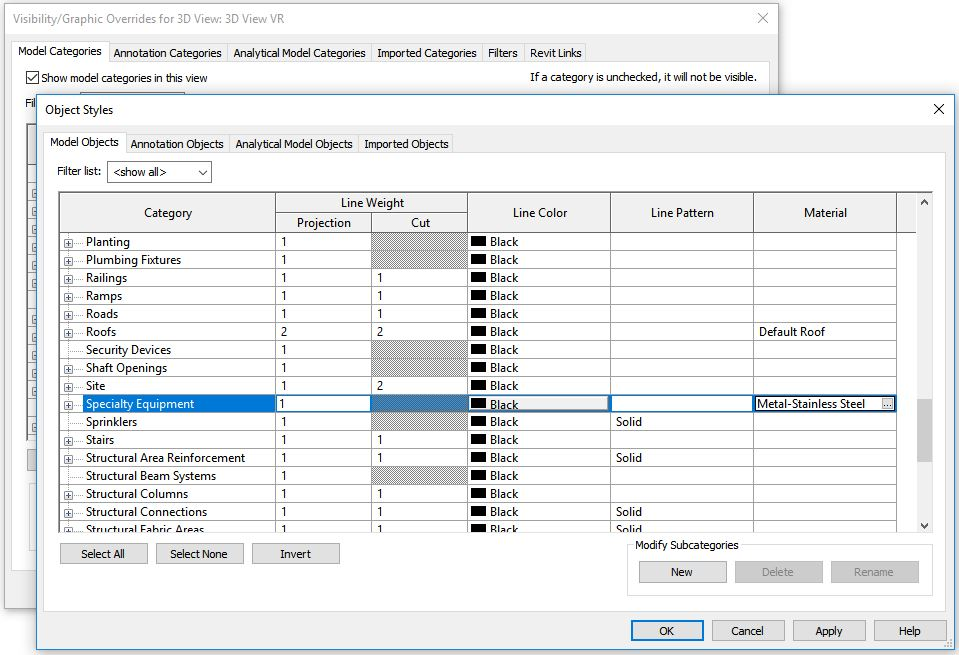 Visibility/Graphic Overrides for 3D View: 3D View VR
Model Categories Annotation Categories Analytical Model Categories Imported Categories Filters Revit Links
Show model categories in this view If a category is unchecked, it will not be visible.
Object Styles
Model Objects Annotation Objects Analytical Model Objects Imported Objects
Filter list: <show all>
Category Line Weight Line Color Line Pattern Material
Projection Cut
Planting 1 Black
Plumbing Fixtures 1 Black
Railings 1 1 Black
Ramps 1 1 Black
Roads 1 1 Black
Roofs 2 2 Black Default Roof
Security Devices 1 Black
Shaft Openings 1 Black
Site 1 2 Black
Specialty Equipment 1 Black Metal-Stainless Steel ...
Sprinklers 1 Black Solid
Stairs 1 1 Black
Structural Area Reinforcement 1 1 Black Solid
Structural Beam Systems 1 Black
Structural Columns 1 1 Black
Structural Connections 1 1 Black Solid
Structural Fabric Areas 1 1 Black Solid
Select All Select None Invert
Modify Subcategories
New Delete Rename
OK Cancel Apply Help